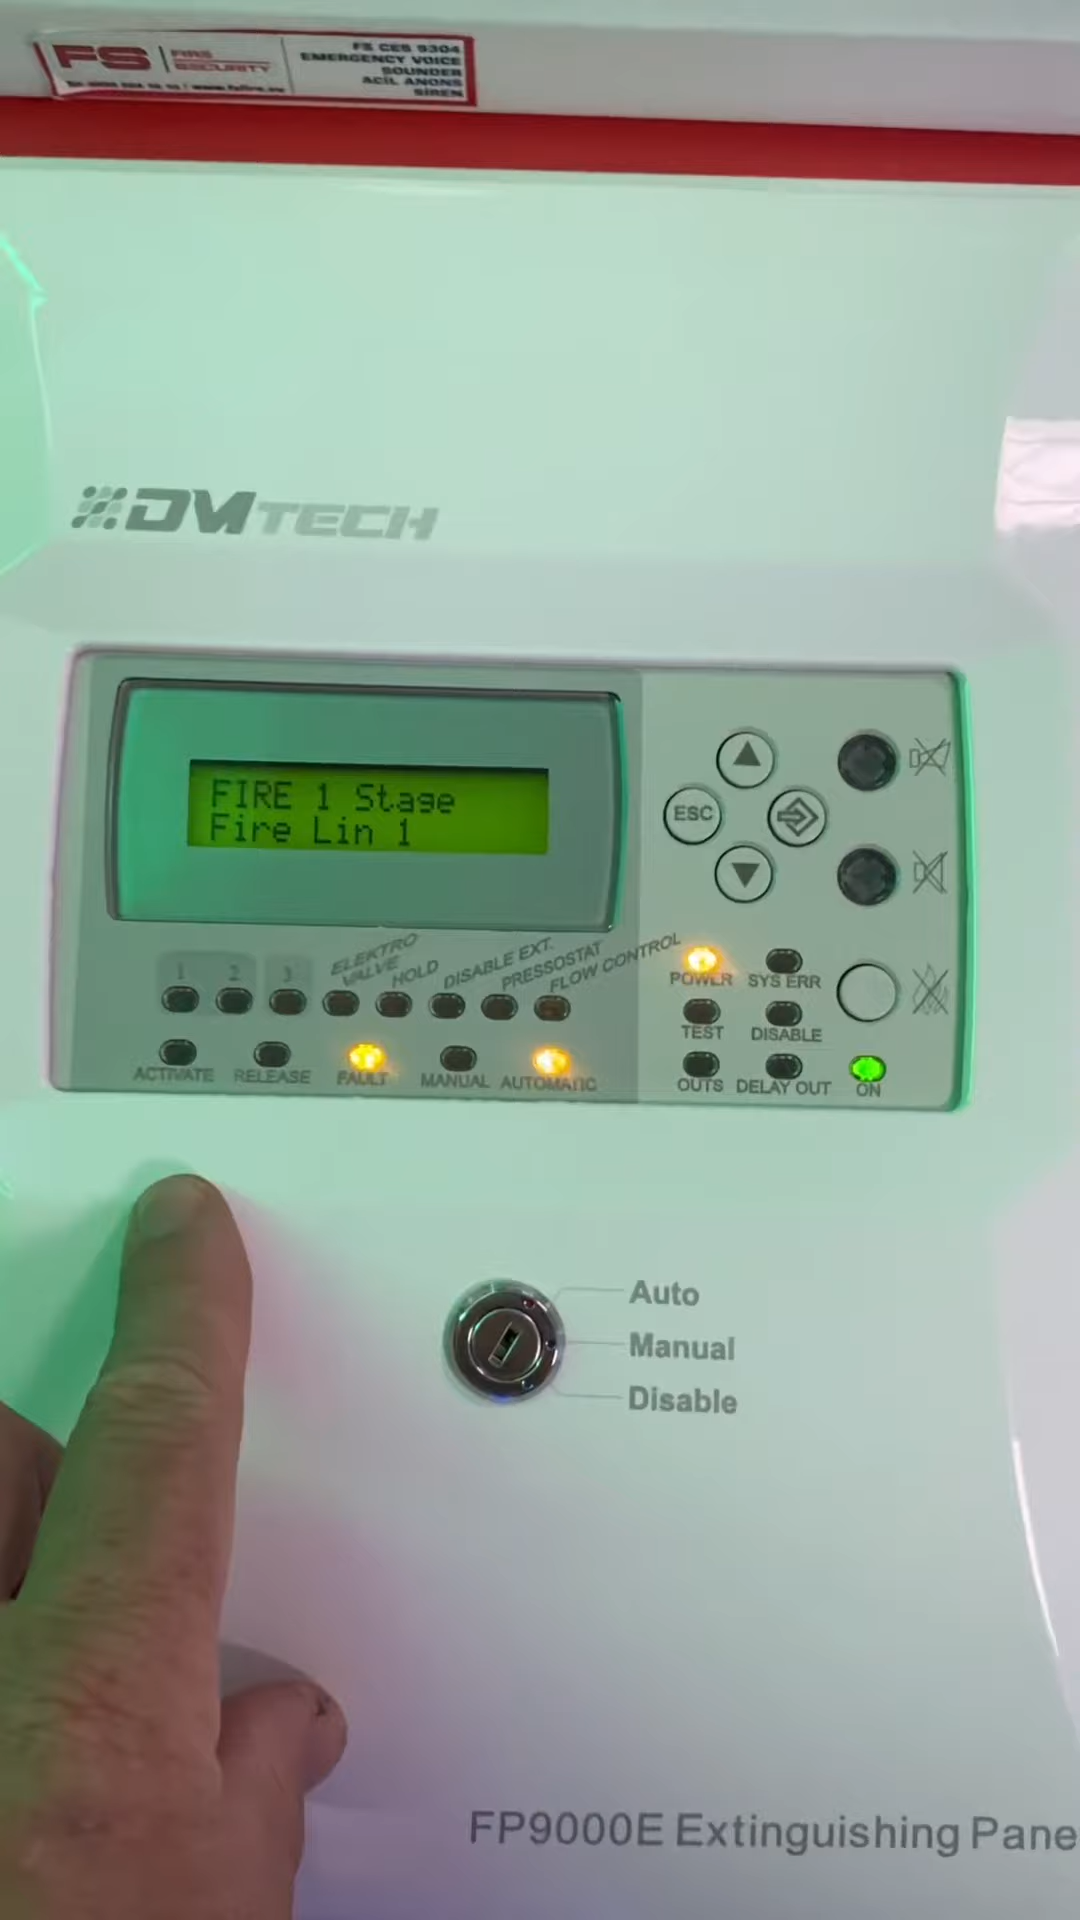 FS FIRE SECURITY
FS CES 9304
EMERGENCY VOICE
SOUNDER
ACİL ANONS
SİREN
DMTECH
FIRE 1 Stage
Fire Lin 1
ESC
1 2 3 ELEKTRO VALVE HOLD DISABLE EXT. PRESSOSTAT FLOW CONTROL
POWER SYS ERR
TEST DISABLE
ACTIVATE RELEASE FAULT MANUAL AUTOMATIC
OUTS DELAY OUT ON
Auto
Manual
Disable
FP9000E Extinguishing Pane